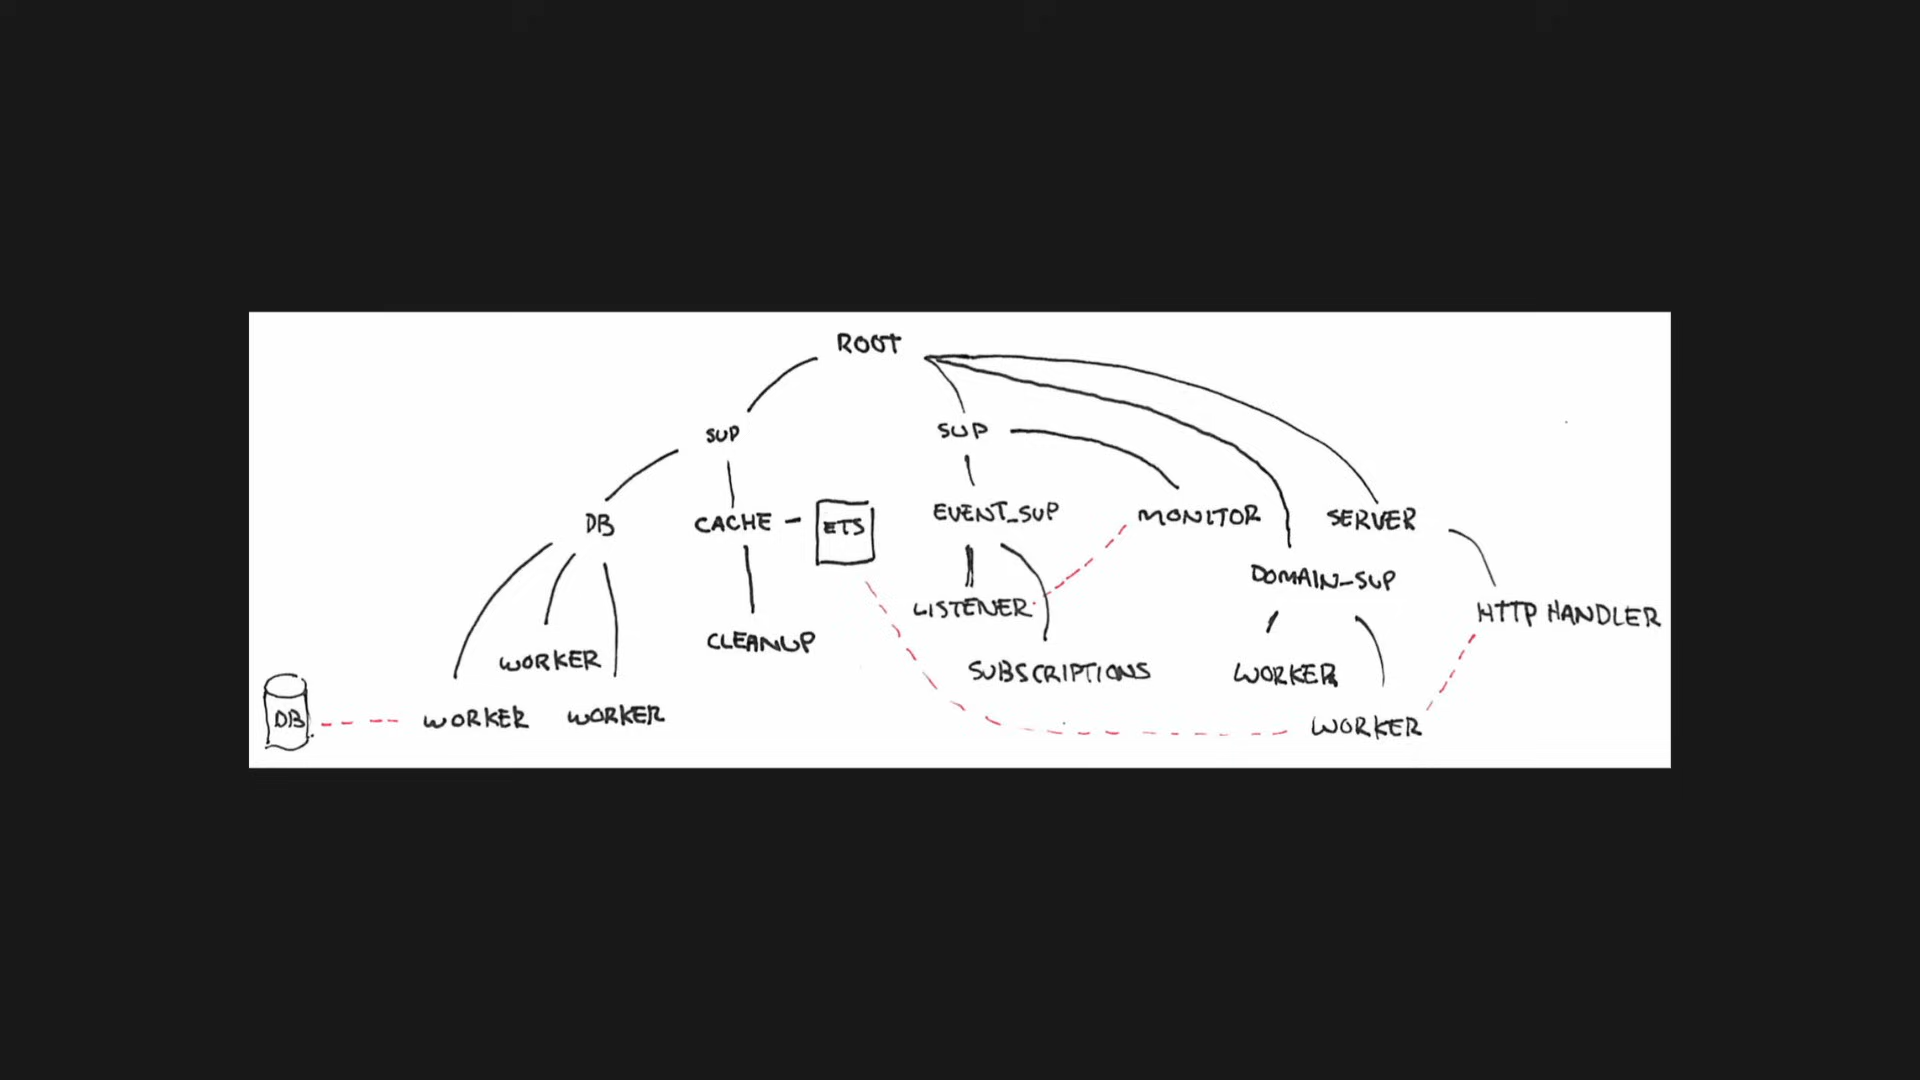 ROOT
SUP
SUP
DB
CACHE
ETS
EVENT_SUP
MONITOR
SERVER
DOMAIN_SUP
LISTENER
HTTP HANDLER
CLEANUP
WORKER
SUBSCRIPTIONS
WORKER
DB
WORKER
WORKER
WORKER